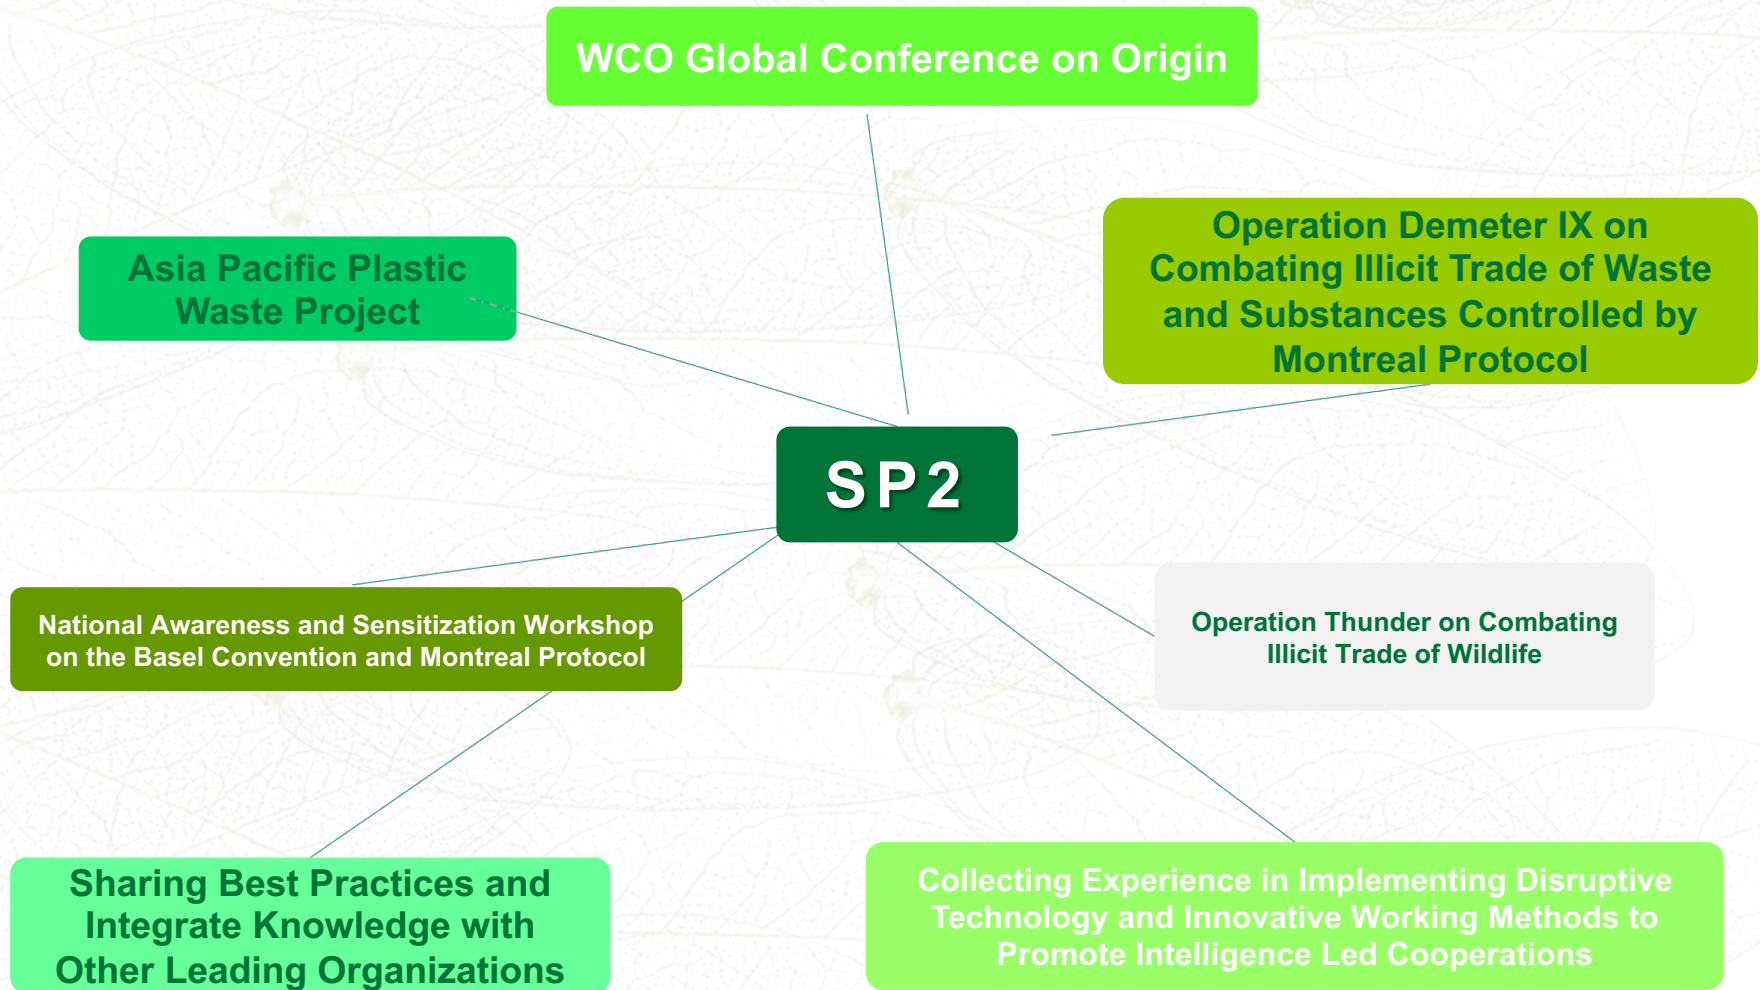 WCO Global Conference on Origin
Asia Pacific Plastic
Waste Project
Operation Demeter IX on
Combating Illicit Trade of Waste
and Substances Controlled by
Montreal Protocol
SP2
National Awareness and Sensitization Workshop
on the Basel Convention and Montreal Protocol
Operation Thunder on Combating
Illicit Trade of Wildlife
Sharing Best Practices and
Integrate Knowledge with
Other Leading Organizations
Collecting Experience in Implementing Disruptive
Technology and Innovative Working Methods to
Promote Intelligence Led Cooperations